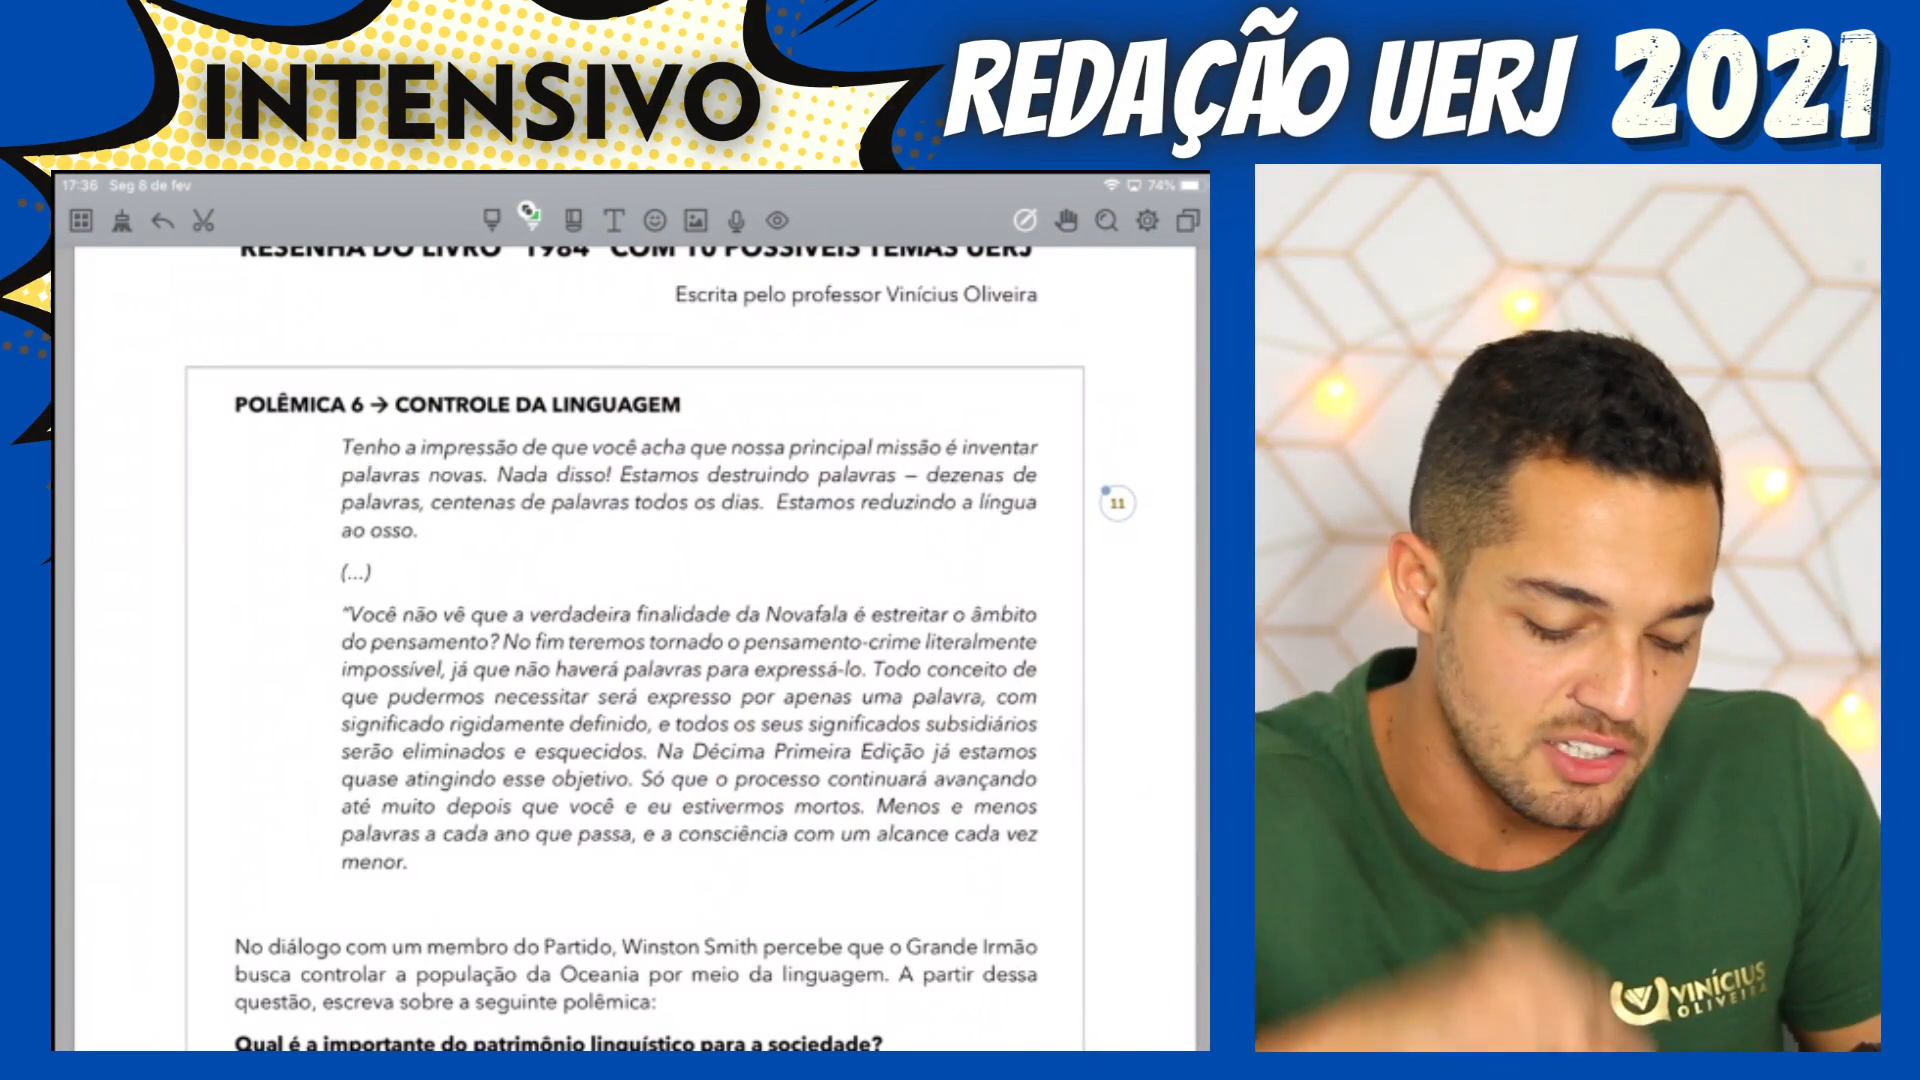 INTENSIVO
REDAÇÃO UERJ 2021
17:36 Seg 8 de fev
74%
RESENHA DO LIVRO "1984" COM 10 POSSÍVEIS TEMAS UERJ
Escrita pelo professor Vinícius Oliveira
POLÊMICA 6 → CONTROLE DA LINGUAGEM
Tenho a impressão de que você acha que nossa principal missão é inventar
palavras novas. Nada disso! Estamos destruindo palavras – dezenas de
palavras, centenas de palavras todos os dias. Estamos reduzindo a língua
ao osso.
11
(...)
"Você não vê que a verdadeira finalidade da Novafala é estreitar o âmbito
do pensamento? No fim teremos tornado o pensamento-crime literalmente
impossível, já que não haverá palavras para expressá-lo. Todo conceito de
que pudermos necessitar será expresso por apenas uma palavra, com
significado rigidamente definido, e todos os seus significados subsidiários
serão eliminados e esquecidos. Na Décima Primeira Edição já estamos
quase atingindo esse objetivo. Só que o processo continuará avançando
até muito depois que você e eu estivermos mortos. Menos e menos
palavras a cada ano que passa, e a consciência com um alcance cada vez
menor.
No diálogo com um membro do Partido, Winston Smith percebe que o Grande Irmão
busca controlar a população da Oceania por meio da linguagem. A partir dessa
questão, escreva sobre a seguinte polêmica:
Qual é a importante do patrimônio linguístico para a sociedade?
VINÍCIUS
OLIVEIRA